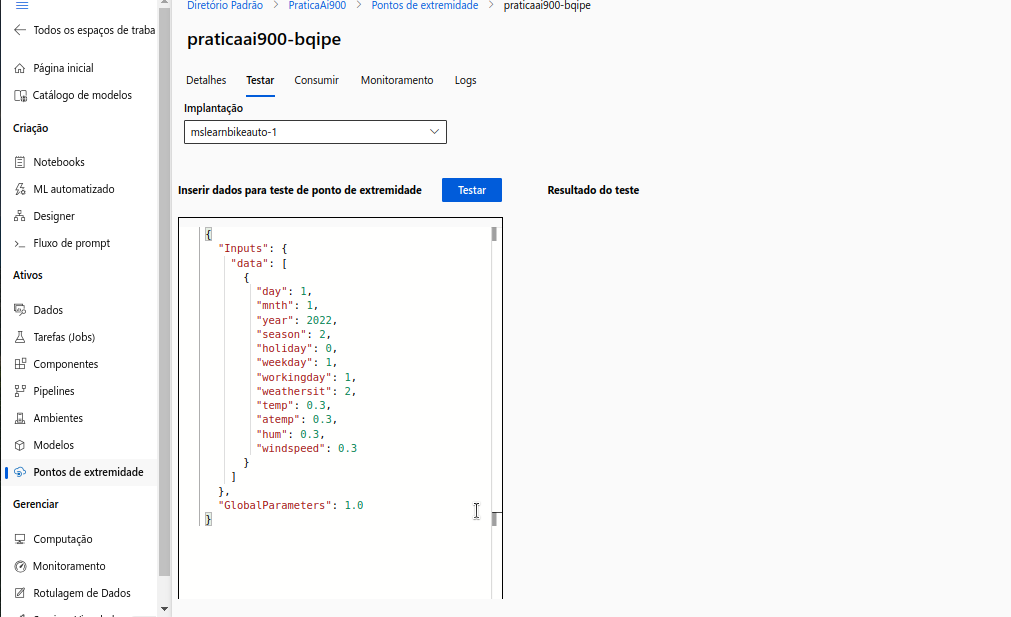 Diretório Padrão > PraticaAi900 > Pontos de extremidade > praticaai900-bqipe
Todos os espaços de traba
Página inicial
Catálogo de modelos
Criação
Notebooks
ML automatizado
Designer
Fluxo de prompt
Ativos
Dados
Tarefas (Jobs)
Componentes
Pipelines
Ambientes
Modelos
Pontos de extremidade
Gerenciar
Computação
Monitoramento
Rotulagem de Dados
praticaai900-bqipe
Detalhes Testar Consumir Monitoramento Logs
Implantação
mslearnbikeauto-1
Inserir dados para teste de ponto de extremidade Testar Resultado do teste
{
"Inputs": {
"data": [
{
"day": 1,
"mnth": 1,
"year": 2022,
"season": 2,
"holiday": 0,
"weekday": 1,
"workingday": 1,
"weathersit": 2,
"temp": 0.3,
"atemp": 0.3,
"hum": 0.3,
"windspeed": 0.3
}
]
},
"GlobalParameters": 1.0
}